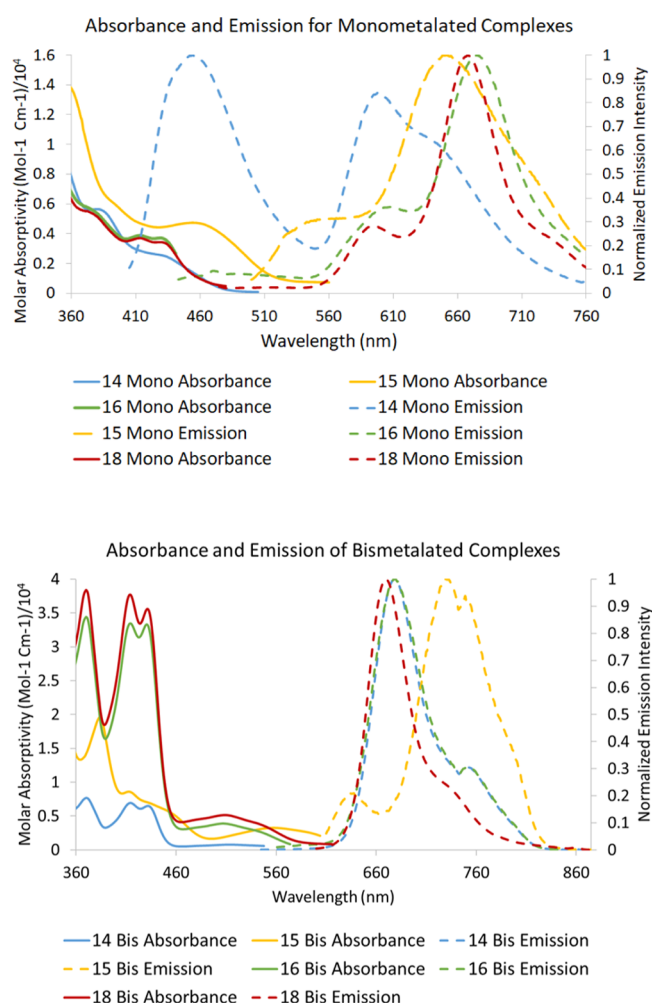 Absorbance and Emission for Monometalated Complexes
Molar Absorptivity (Mol-1 Cm-1)/10⁴
1.6
1.4
1.2
1
0.8
0.6
0.4
0.2
0
1
0.9
0.8
0.7
0.6
0.5
0.4
0.3
0.2
0.1
0
Normalized Emission Intensity
360 410 460 510 560 610 660 710 760
Wavelength (nm)
14 Mono Absorbance 15 Mono Absorbance
16 Mono Absorbance 14 Mono Emission
15 Mono Emission 16 Mono Emission
18 Mono Absorbance 18 Mono Emission
Absorbance and Emission of Bismetalated Complexes
Molar Absorptivity (Mol-1 Cm-1)/10⁴
4
3.5
3
2.5
2
1.5
1
0.5
0
1
0.9
0.8
0.7
0.6
0.5
0.4
0.3
0.2
0.1
0
Normalized Emission Intensity
360 460 560 660 760 860
Wavelength (nm)
14 Bis Absorbance 15 Bis Absorbance 14 Bis Emission
15 Bis Emission 16 Bis Absorbance 16 Bis Emission
18 Bis Absorbance 18 Bis Emission